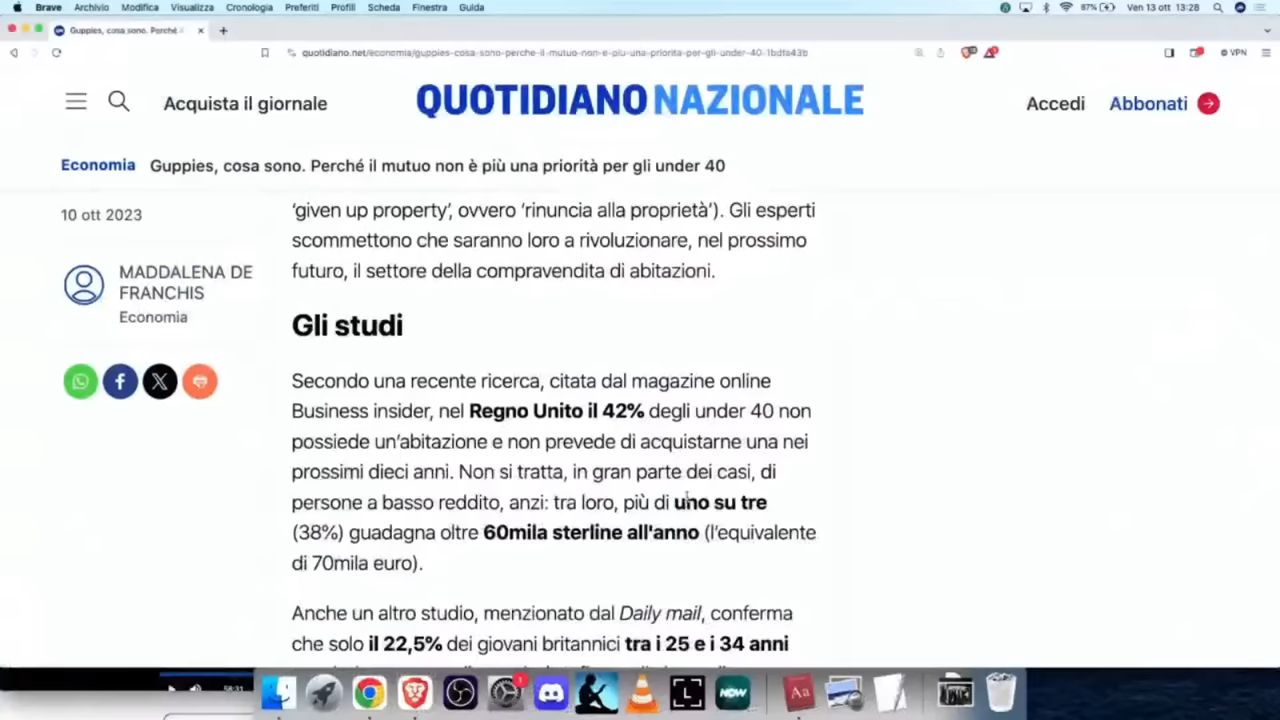 Brave Archivio Modifica Visualizza Cronologia Preferiti Profili Scheda Finestra Guida 87% Ven 13 ott 13:28
Guppies, cosa sono. Perché i
quotidiano.net/economia/guppies-cosa-sono-perche-il-mutuo-non-e-piu-una-priorita-per-gli-under-40-1bdfa43b VPN
Acquista il giornale QUOTIDIANO NAZIONALE Accedi Abbonati
Economia Guppies, cosa sono. Perché il mutuo non è più una priorità per gli under 40
10 ott 2023
MADDALENA DE
FRANCHIS
Economia
‘given up property’, ovvero ‘rinuncia alla proprietà’). Gli esperti
scommettono che saranno loro a rivoluzionare, nel prossimo
futuro, il settore della compravendita di abitazioni.
Gli studi
Secondo una recente ricerca, citata dal magazine online
Business insider, nel Regno Unito il 42% degli under 40 non
possiede un’abitazione e non prevede di acquistarne una nei
prossimi dieci anni. Non si tratta, in gran parte dei casi, di
persone a basso reddito, anzi: tra loro, più di uno su tre
(38%) guadagna oltre 60mila sterline all'anno (l’equivalente
di 70mila euro).
Anche un altro studio, menzionato dal Daily mail, conferma
che solo il 22,5% dei giovani britannici tra i 25 e i 34 anni
58:31
1
NOW
Aa